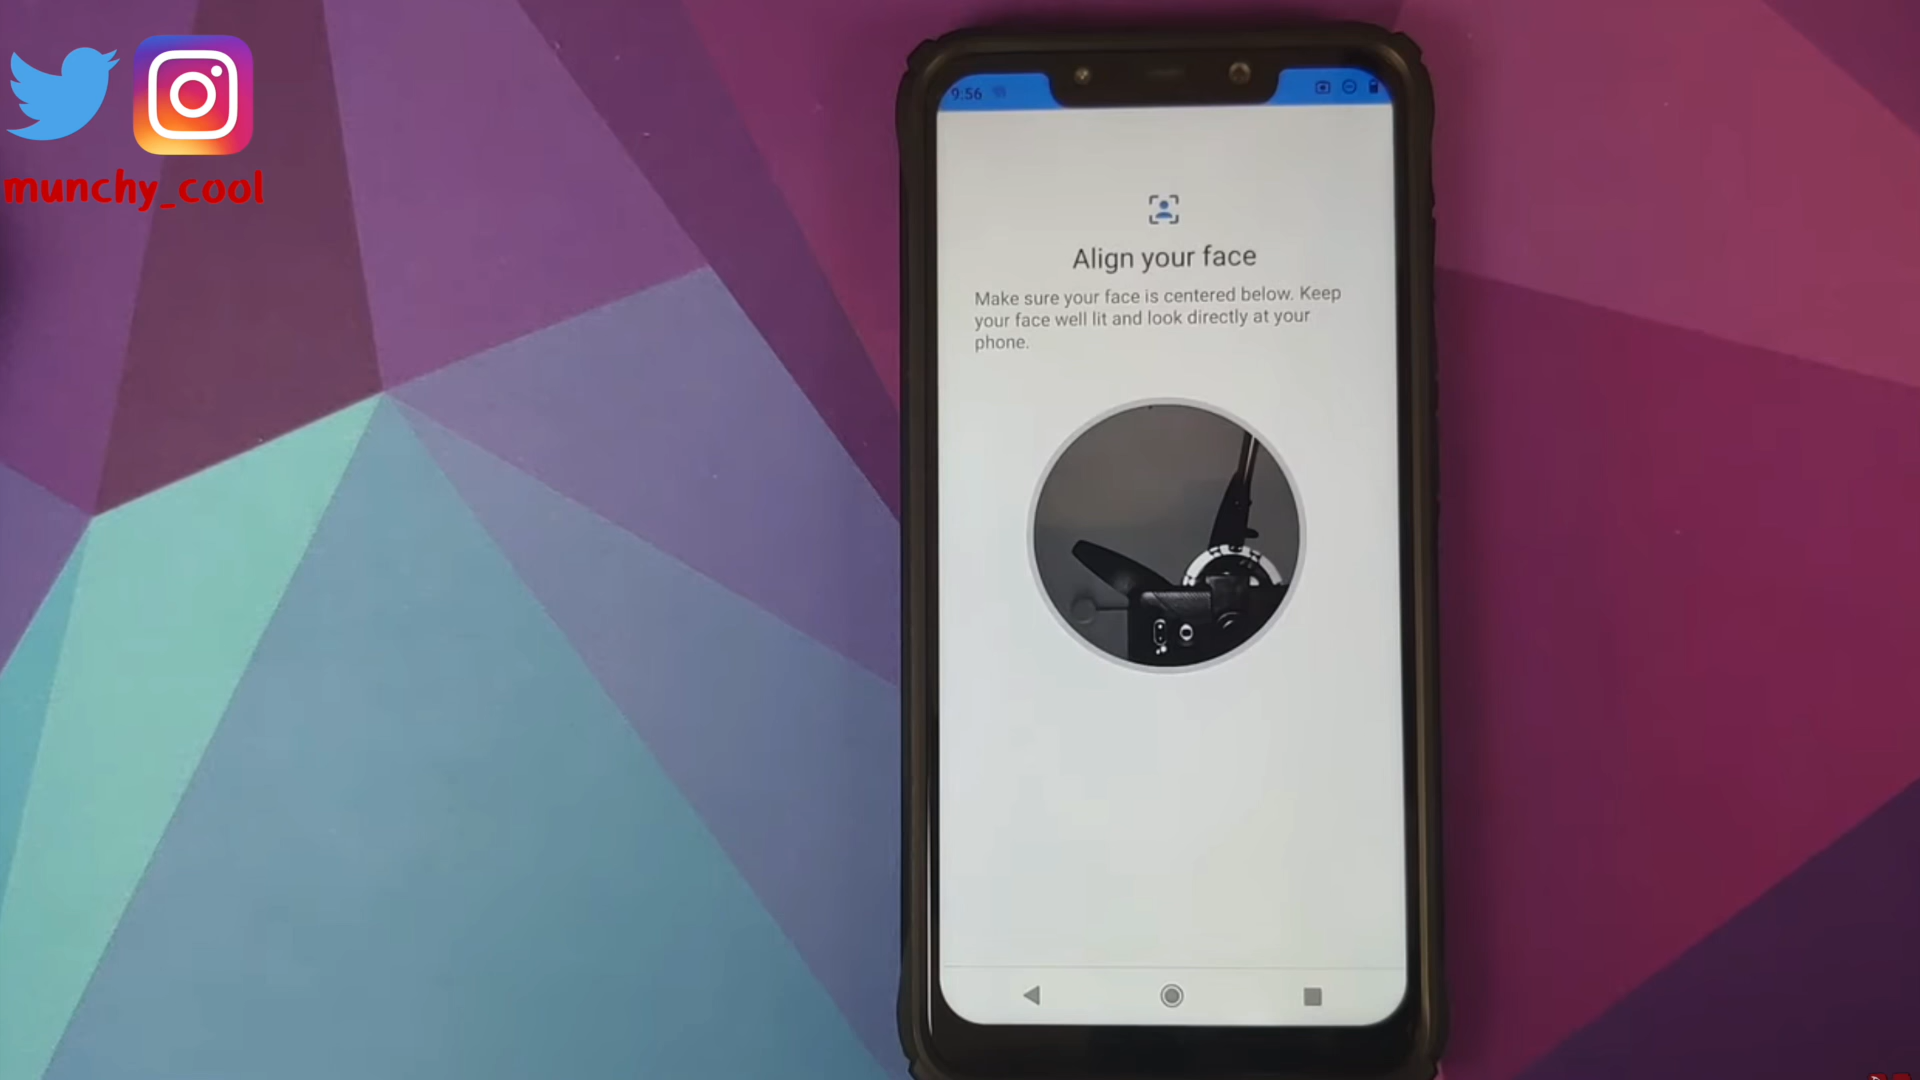 munchy_cool
9:56
Align your face
Make sure your face is centered below. Keep
your face well lit and look directly at your
phone.